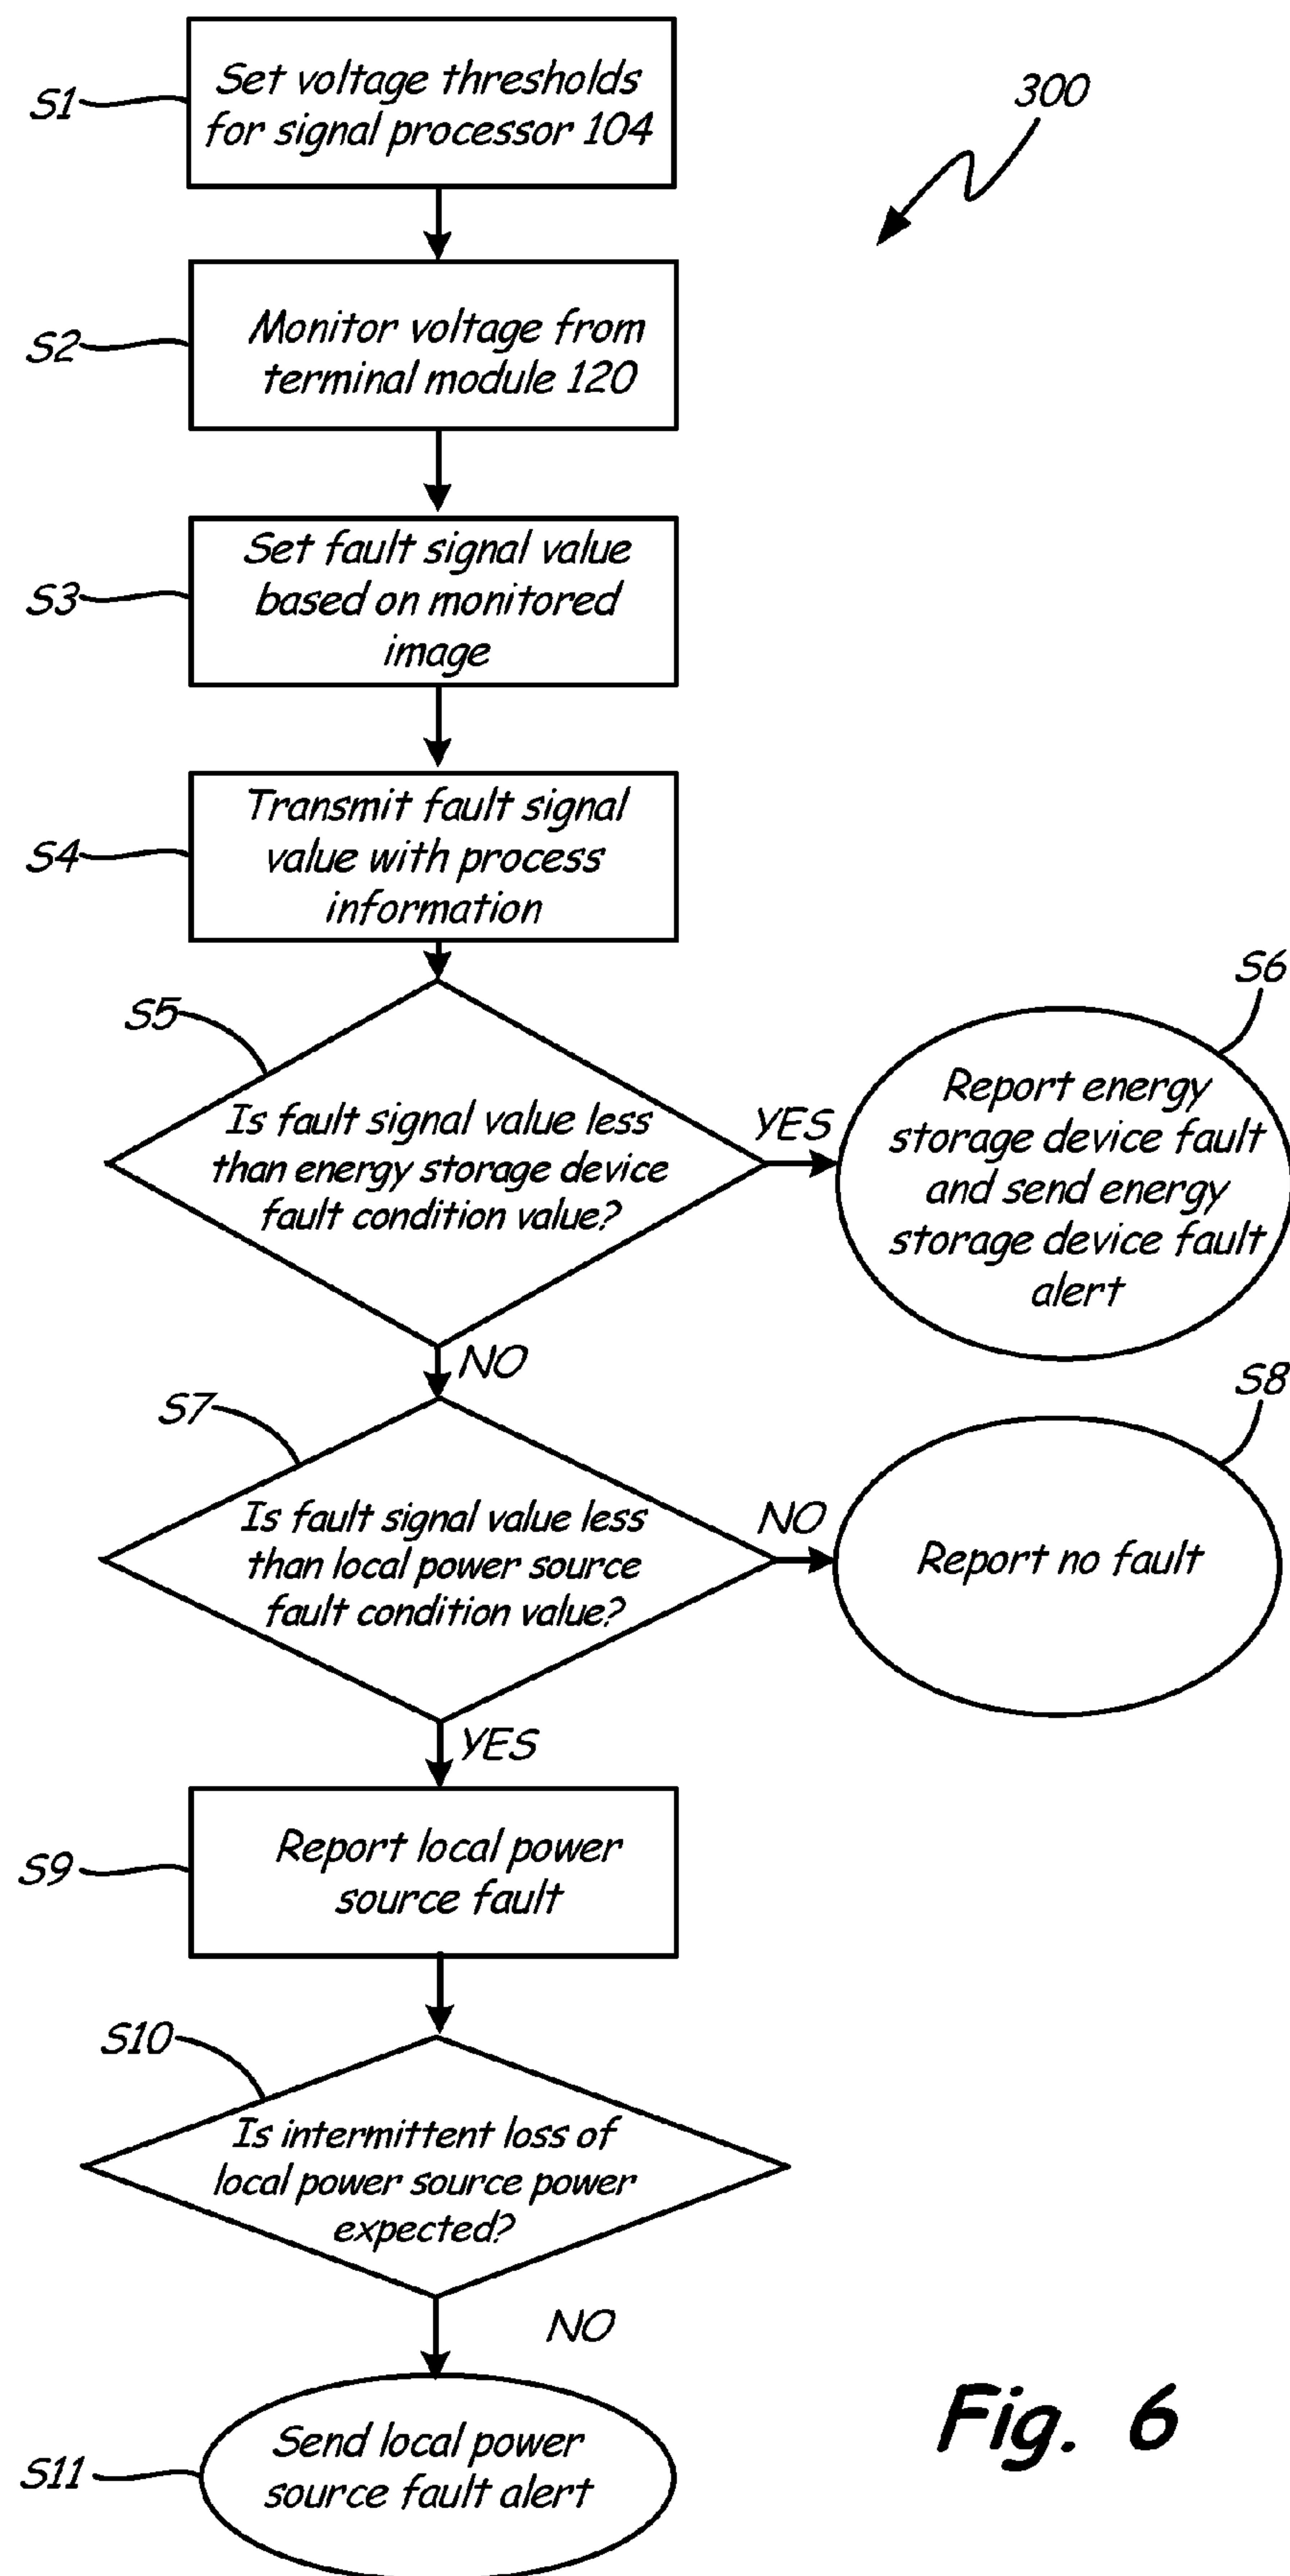 S1
Set voltage thresholds
for signal processor 104
300
S2
Monitor voltage from
terminal module 120
S3
Set fault signal value
based on monitored
image
S4
Transmit fault signal
value with process
information
S5
Is fault signal value less
than energy storage device
fault condition value?
YES
S6
Report energy
storage device fault
and send energy
storage device fault
alert
NO
S7
Is fault signal value less
than local power source
fault condition value?
NO
S8
Report no fault
YES
S9
Report local power
source fault
S10
Is intermittent loss of
local power source power
expected?
NO
S11
Send local power
source fault alert
Fig. 6